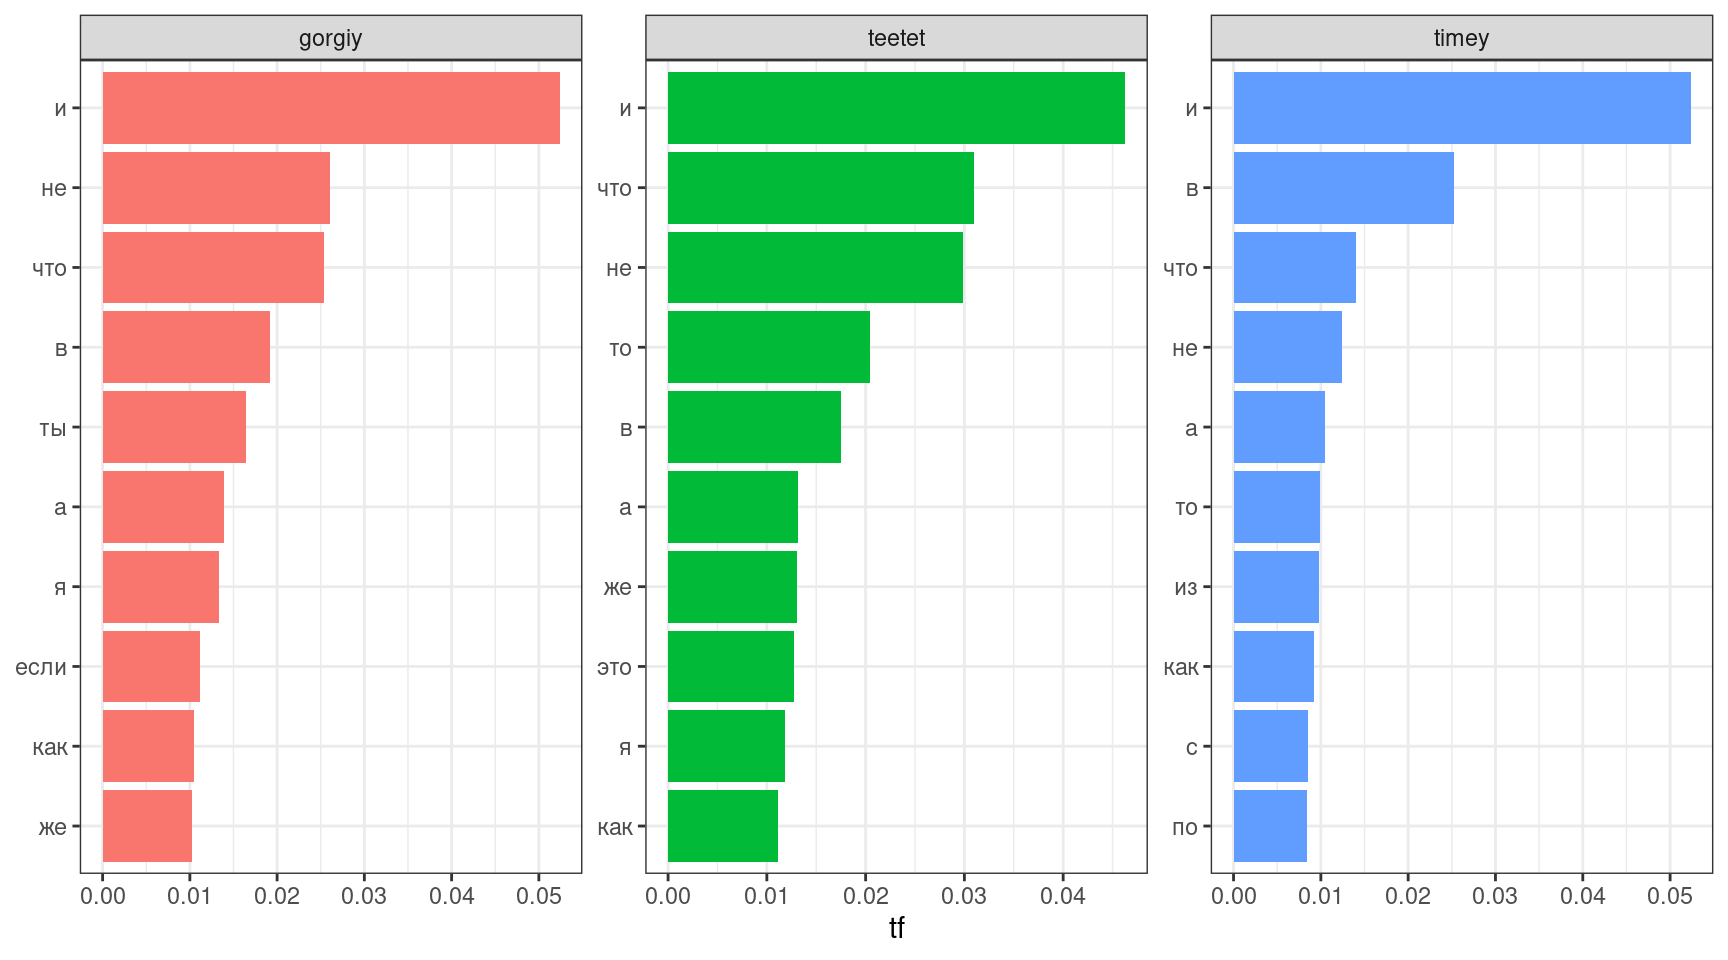 gorgiy
и
не
что
в
ты
а
я
если
как
же
0.00 0.01 0.02 0.03 0.04 0.05
teetet
и
что
не
то
в
а
же
это
я
как
0.00 0.01 0.02 0.03 0.04
timey
и
в
что
не
а
то
из
как
с
по
0.00 0.01 0.02 0.03 0.04 0.05
tf